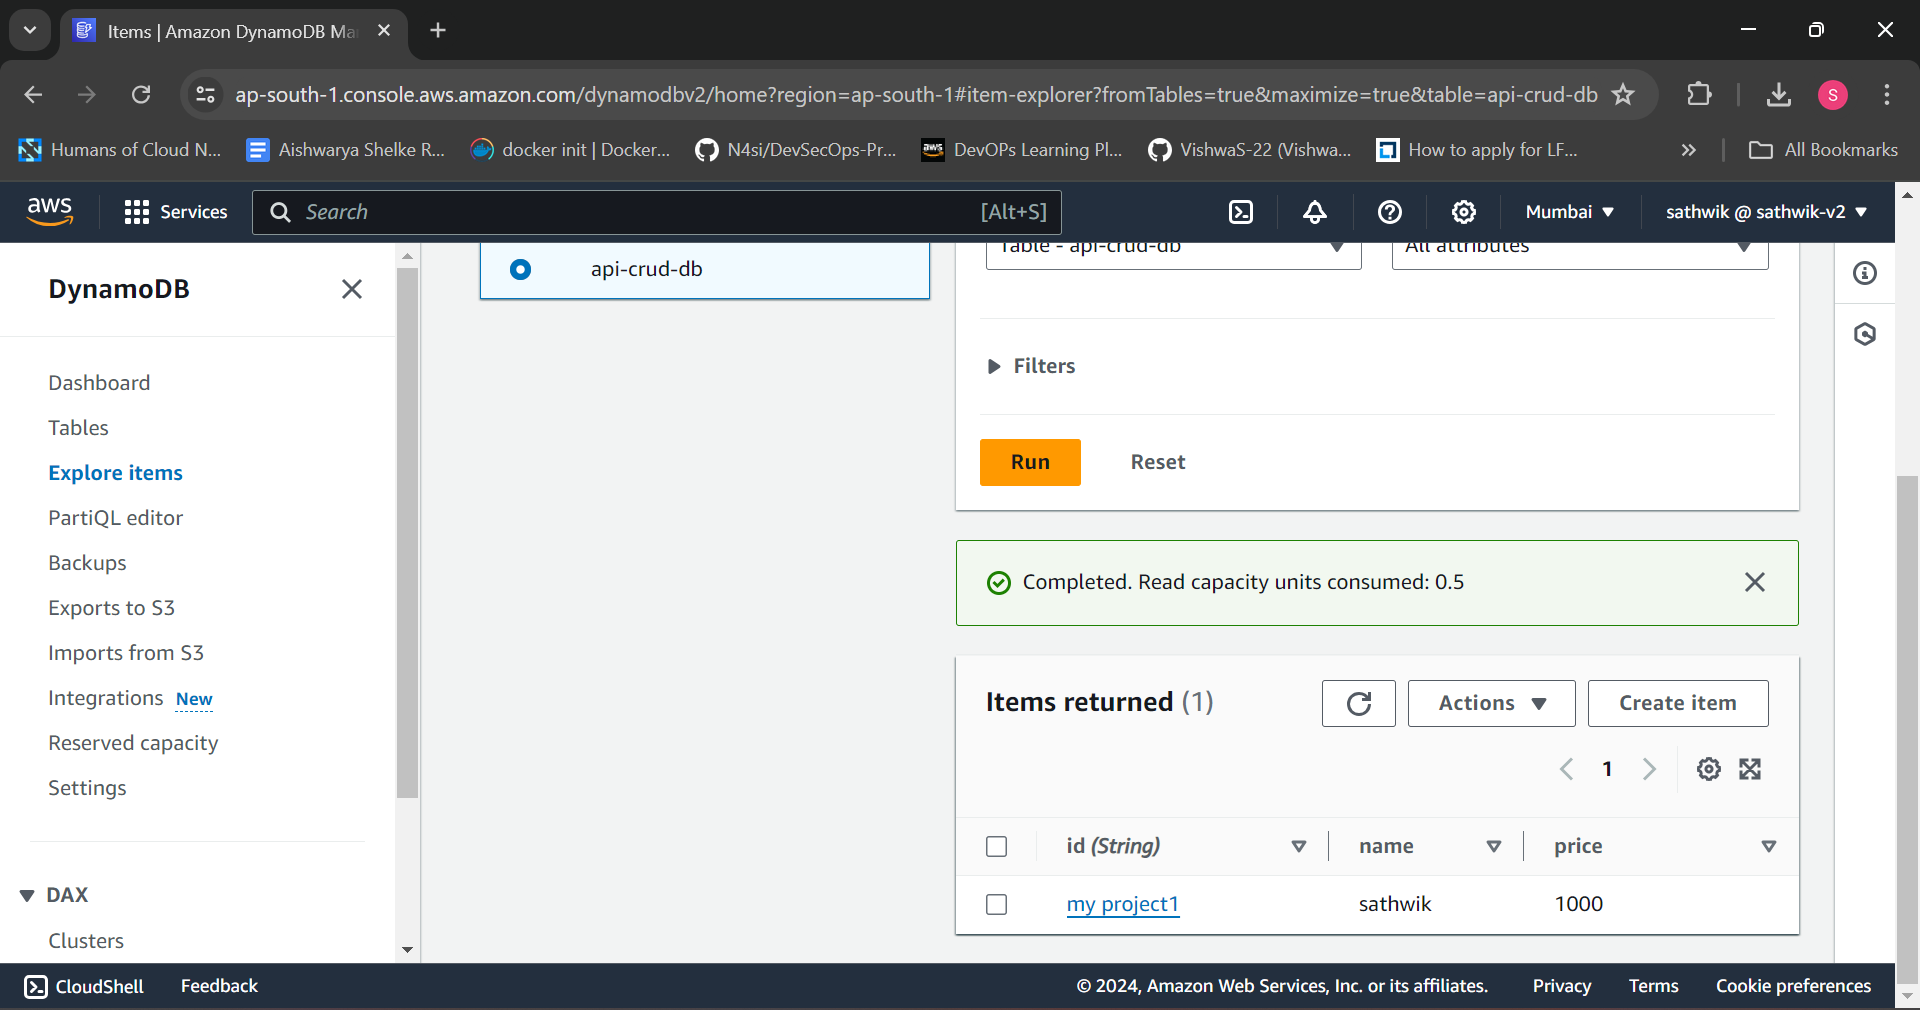 Items | Amazon DynamoDB Ma
ap-south-1.console.aws.amazon.com/dynamodbv2/home?region=ap-south-1#item-explorer?fromTables=true&maximize=true&table=api-crud-db
S
Humans of Cloud N...
Aishwarya Shelke R...
docker init | Docker...
N4si/DevSecOps-Pr...
aws
DevOPs Learning Pl...
VishwaS-22 (Vishwa...
How to apply for LF...
All Bookmarks
aws
Services
Search
[Alt+S]
Mumbai
sathwik @ sathwik-v2
DynamoDB
Dashboard
Tables
Explore items
PartiQL editor
Backups
Exports to S3
Imports from S3
Integrations New
Reserved capacity
Settings
DAX
Clusters
api-crud-db
Table - api-crud-db
All attributes
Filters
Run
Reset
Completed. Read capacity units consumed: 0.5
Items returned (1)
Actions
Create item
1
id (String)
name
price
my project1
sathwik
1000
CloudShell
Feedback
© 2024, Amazon Web Services, Inc. or its affiliates.
Privacy
Terms
Cookie preferences